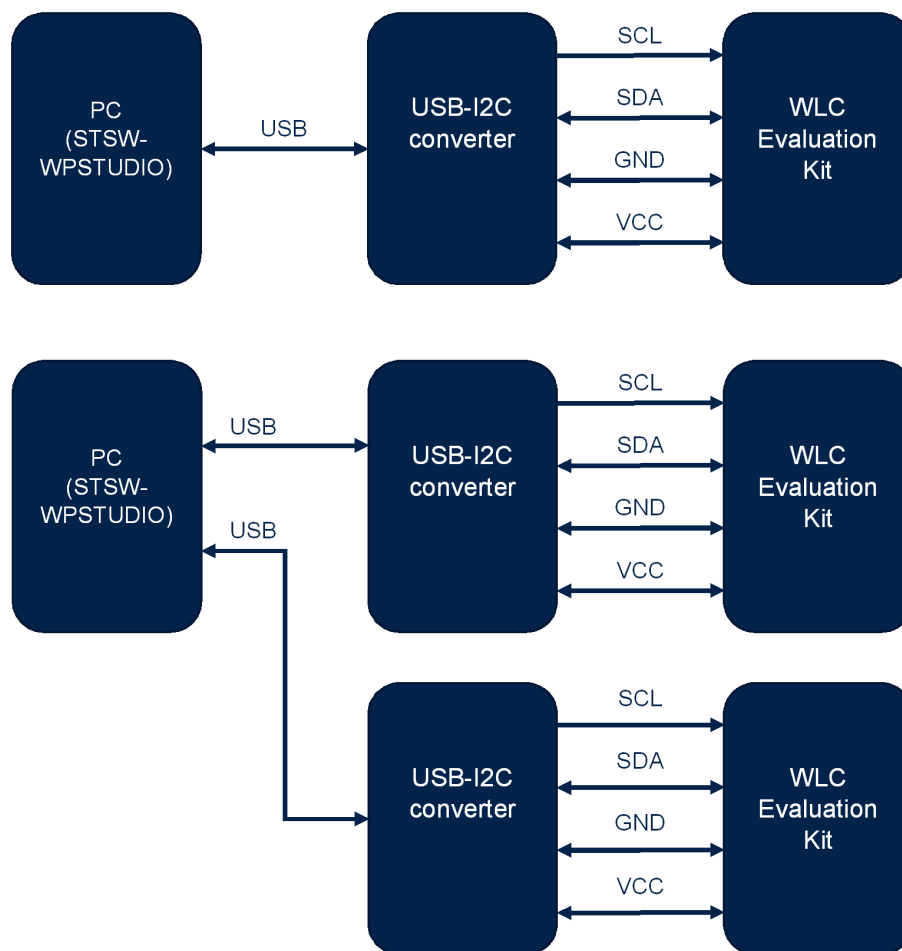 PC
(STSW-
WPSTUDIO)
USB
USB-I2C
converter
SCL
SDA
GND
VCC
WLC
Evaluation
Kit
PC
(STSW-
WPSTUDIO)
USB
USB
USB-I2C
converter
SCL
SDA
GND
VCC
WLC
Evaluation
Kit
USB-I2C
converter
SCL
SDA
GND
VCC
WLC
Evaluation
Kit